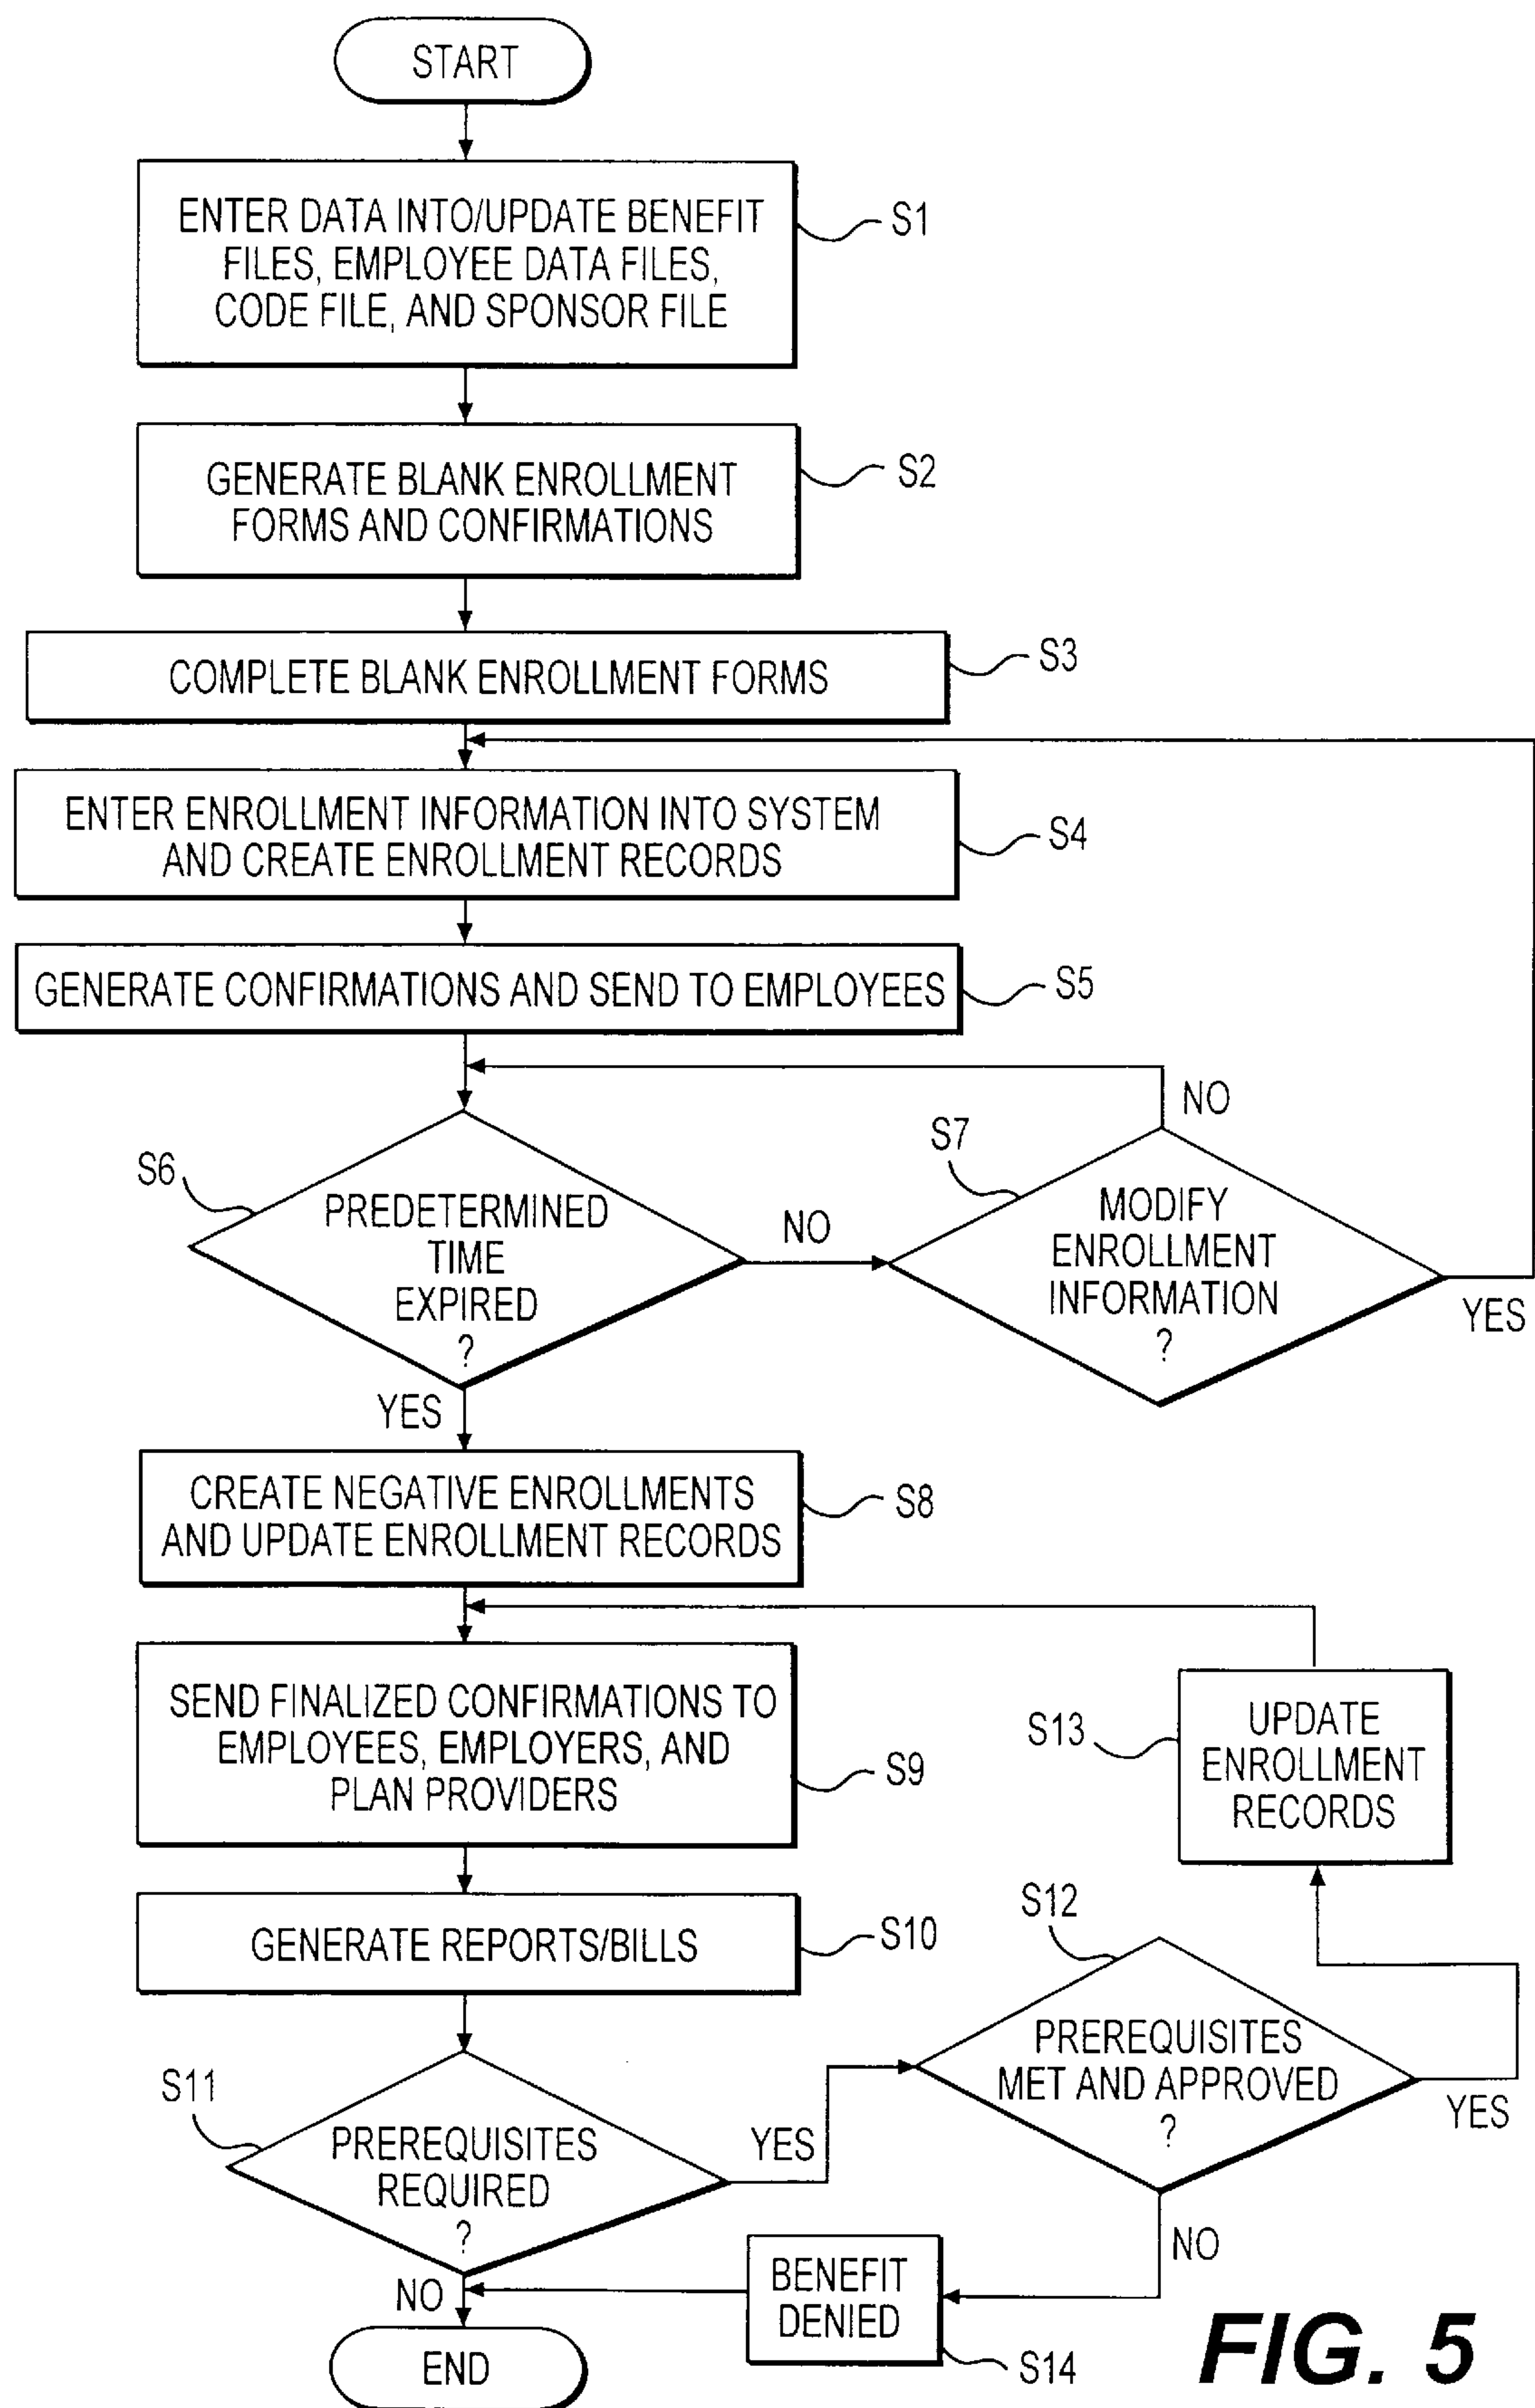 START
ENTER DATA INTO/UPDATE BENEFIT
FILES, EMPLOYEE DATA FILES,
CODE FILE, AND SPONSOR FILE
S1
GENERATE BLANK ENROLLMENT
FORMS AND CONFIRMATIONS
S2
COMPLETE BLANK ENROLLMENT FORMS
S3
ENTER ENROLLMENT INFORMATION INTO SYSTEM
AND CREATE ENROLLMENT RECORDS
S4
GENERATE CONFIRMATIONS AND SEND TO EMPLOYEES
S5
S6
PREDETERMINED
TIME
EXPIRED
?
NO
YES
S7
MODIFY
ENROLLMENT
INFORMATION
?
NO
YES
CREATE NEGATIVE ENROLLMENTS
AND UPDATE ENROLLMENT RECORDS
S8
SEND FINALIZED CONFIRMATIONS TO
EMPLOYEES, EMPLOYERS, AND
PLAN PROVIDERS
S9
S13
UPDATE
ENROLLMENT
RECORDS
GENERATE REPORTS/BILLS
S10
S11
PREREQUISITES
REQUIRED
?
YES
NO
S12
PREREQUISITES
MET AND APPROVED
?
YES
NO
BENEFIT
DENIED
S14
END
FIG. 5